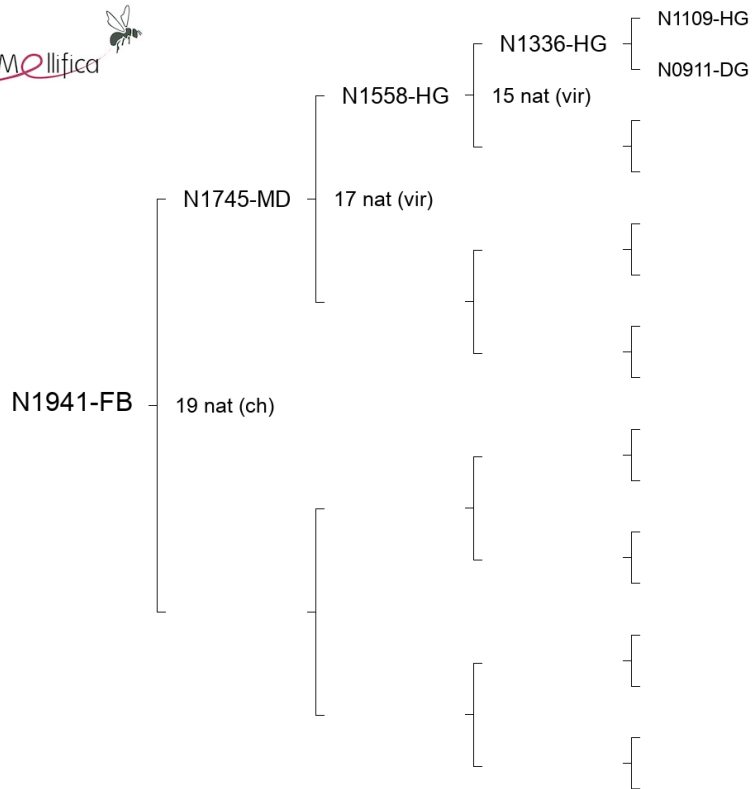 Mellifica
N1109-HG
N1336-HG
N0911-DG
N1558-HG
15 nat (vir)
N1745-MD
17 nat (vir)
N1941-FB
19 nat (ch)